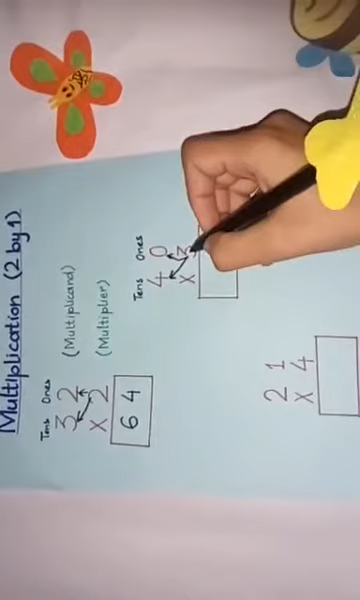 Multiplication (2 by 1)
Tens Ones
3 2 (Multiplicand)
X 2 (Multiplier)
6 4
Tens Ones
4 0
X 3
2 1
X 4